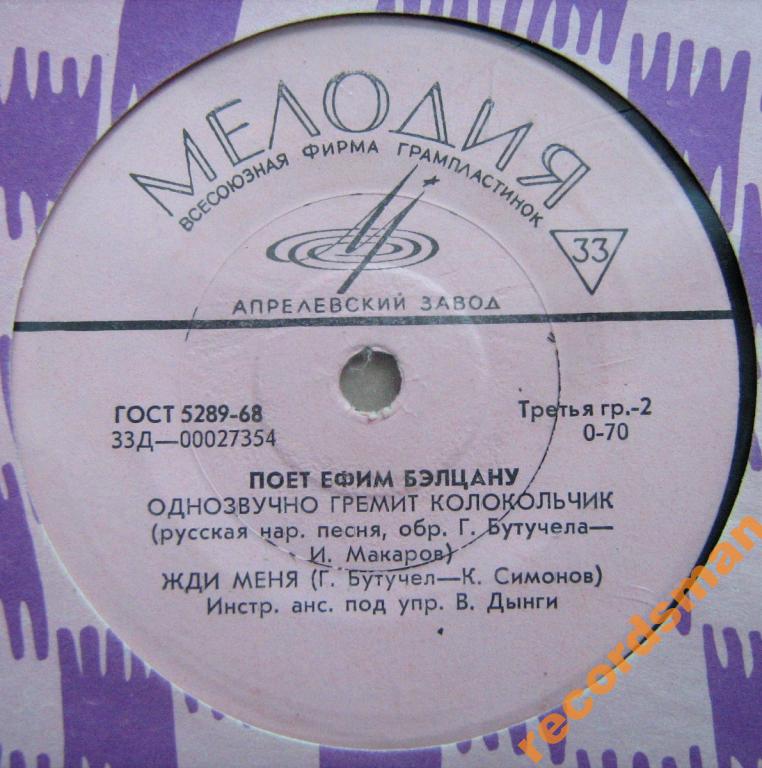 МЕЛОДИЯ
ВСЕСОЮЗНАЯ ФИРМА ГРАМПЛАСТИНОК
33
АПРЕЛЕВСКИЙ ЗАВОД
ГОСТ 5289-68
Третья гр.-2
33Д—00027354
0-70
ПОЕТ ЕФИМ БЭЛЦАНУ
ОДНОЗВУЧНО ГРЕМИТ КОЛОКОЛЬЧИК
(русская нар. песня, обр. Г. Бутучела—
И. Макаров)
ЖДИ МЕНЯ (Г. Бутучел—К. Симонов)
Инстр. анс. под упр. В. Дынги
recordsman